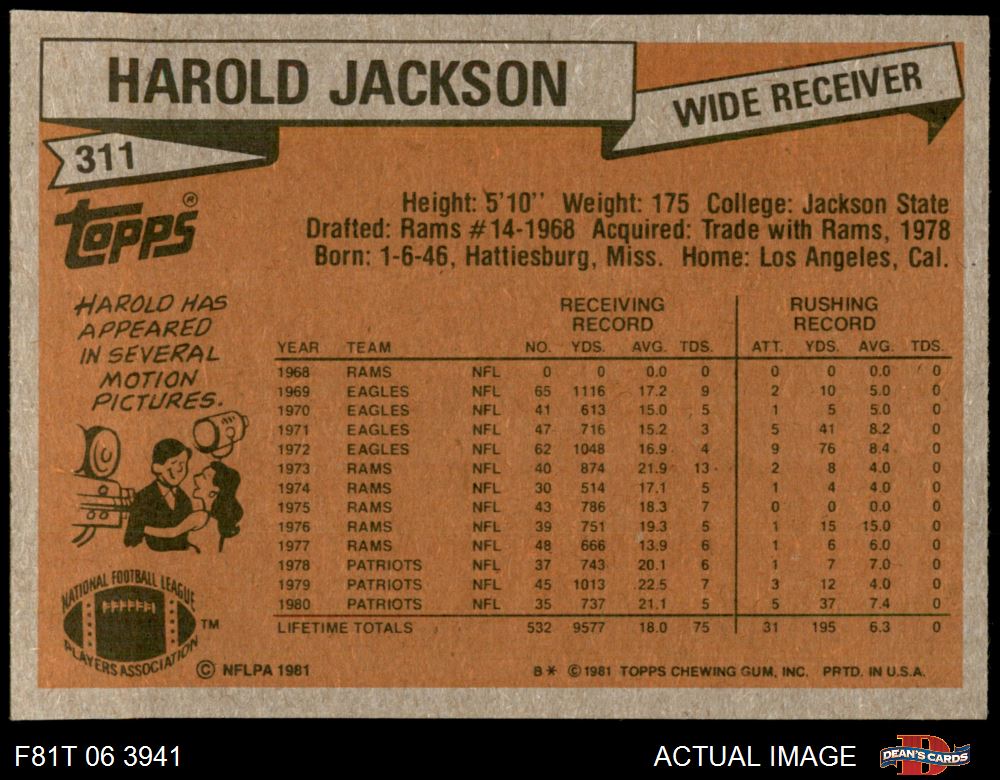 HAROLD JACKSON
WIDE RECEIVER
311
TOPPS®
Height: 5'10'' Weight: 175 College: Jackson State
Drafted: Rams #14-1968 Acquired: Trade with Rams, 1978
Born: 1-6-46, Hattiesburg, Miss. Home: Los Angeles, Cal.
HAROLD HAS
APPEARED
IN SEVERAL
MOTION
PICTURES.
RECEIVING RUSHING
RECORD RECORD
YEAR TEAM NO. YDS. AVG. TDS. ATT. YDS. AVG. TDS.
1968 RAMS NFL 0 0 0.0 0 0 0 0.0 0
1969 EAGLES NFL 65 1116 17.2 9 2 10 5.0 0
1970 EAGLES NFL 41 613 15.0 5 1 5 5.0 0
1971 EAGLES NFL 47 716 15.2 3 5 41 8.2 0
1972 EAGLES NFL 62 1048 16.9 4 9 76 8.4 0
1973 RAMS NFL 40 874 21.9 13 2 8 4.0 0
1974 RAMS NFL 30 514 17.1 5 1 4 4.0 0
1975 RAMS NFL 43 786 18.3 7 0 0 0.0 0
1976 RAMS NFL 39 751 19.3 5 1 15 15.0 0
1977 RAMS NFL 48 666 13.9 6 1 6 6.0 0
1978 PATRIOTS NFL 37 743 20.1 6 1 7 7.0 0
1979 PATRIOTS NFL 45 1013 22.5 7 3 12 4.0 0
1980 PATRIOTS NFL 35 737 21.1 5 5 37 7.4 0
LIFETIME TOTALS 532 9577 18.0 75 31 195 6.3 0
NATIONAL FOOTBALL LEAGUE
PLAYERS ASSOCIATION
TM
© NFLPA 1981
B* © 1981 TOPPS CHEWING GUM, INC. PRTD. IN U.S.A.
F81T 06 3941
ACTUAL IMAGE
DEAN'S CARDS